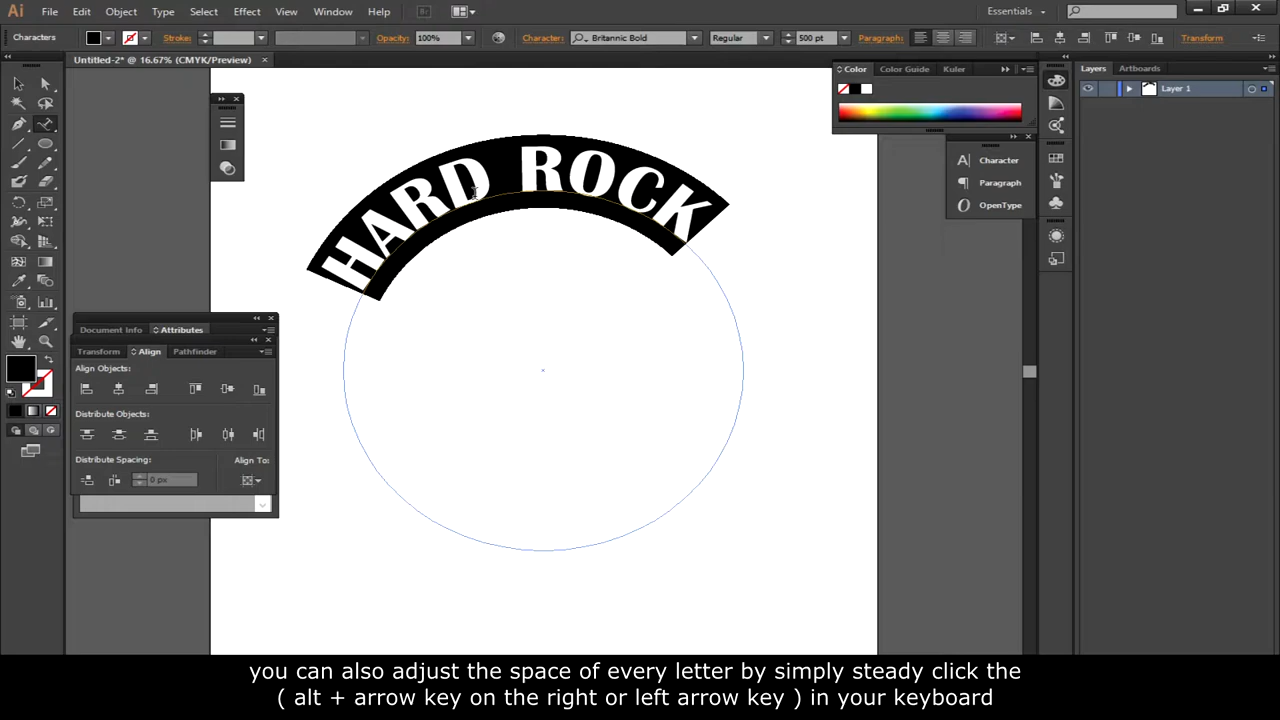 Ai File Edit Object Type Select Effect View Window Help Br Essentials
Characters Stroke: Opacity: 100% Character: Britannic Bold Regular 500 pt Paragraph: Transform
Untitled-2* @ 16.67% (CMYK/Preview)
Color Color Guide Kuler
Layers Artboards
Layer 1
Character
Paragraph
OpenType
HARD ROCK
Document Info Attributes
Transform Align Pathfinder
Align Objects:
Distribute Objects:
Distribute Spacing: Align To:
0 px
you can also adjust the space of every letter by simply steady click the
( alt + arrow key on the right or left arrow key ) in your keyboard